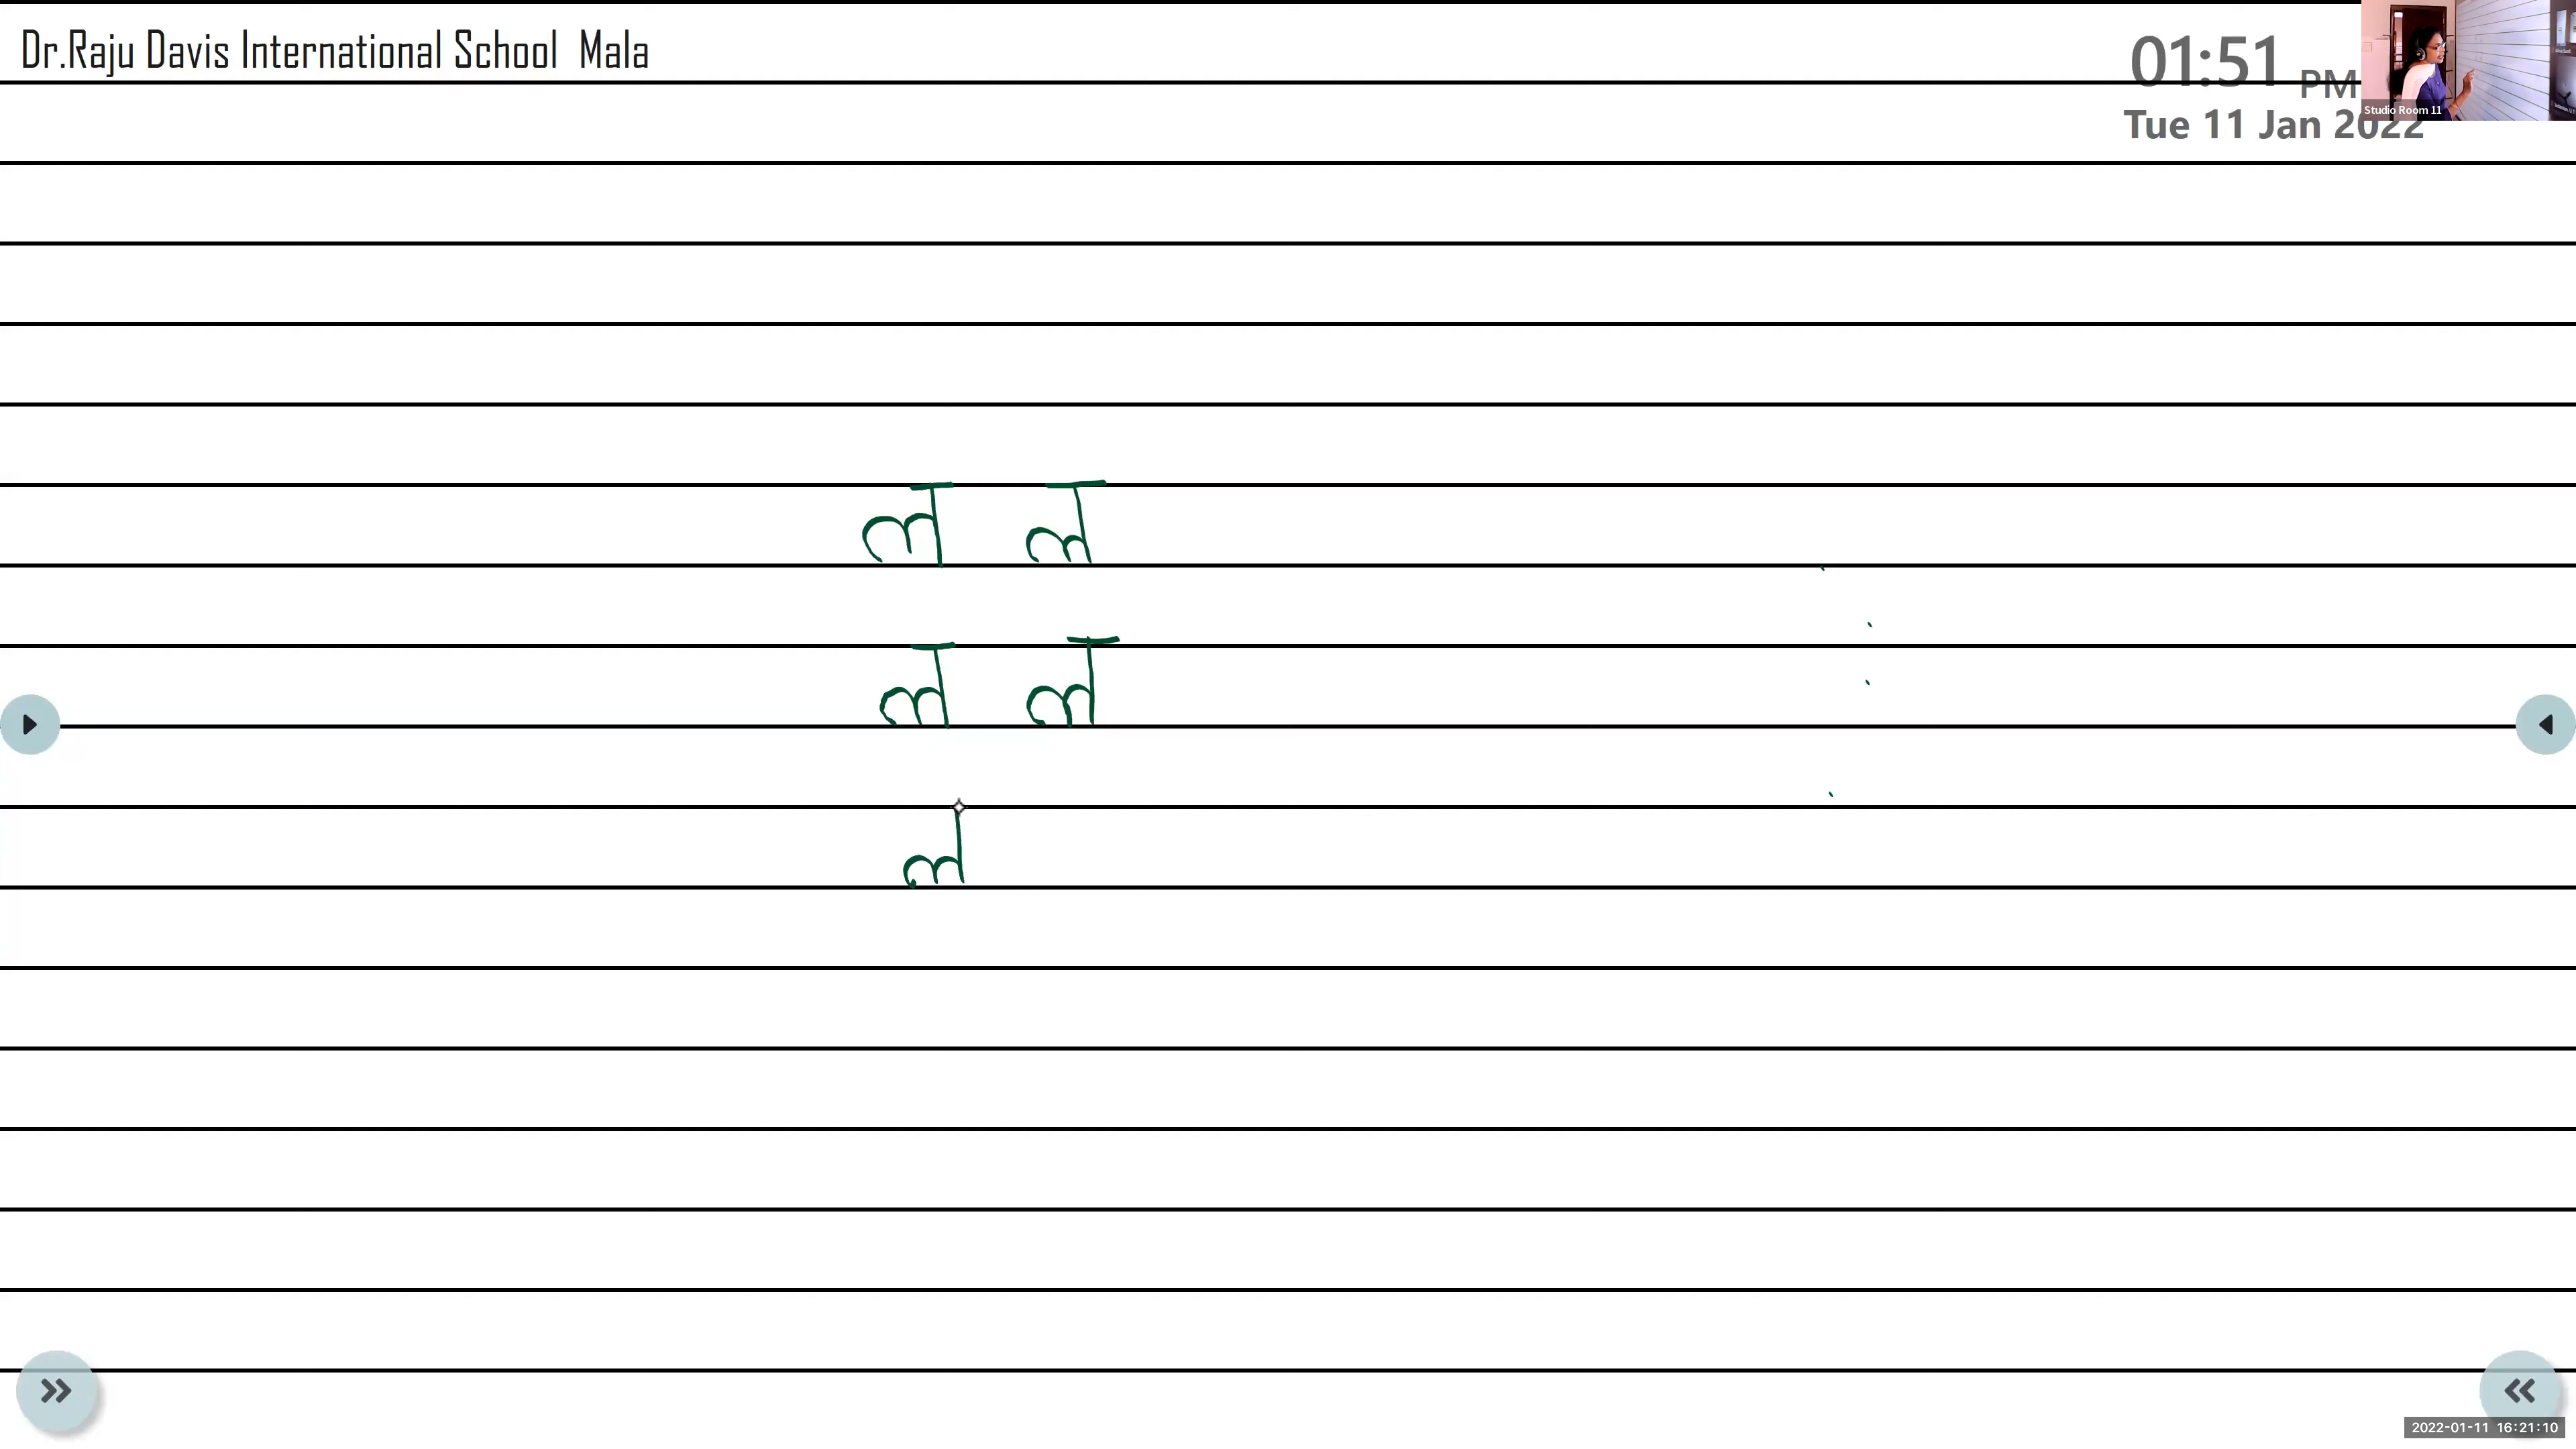 Dr.Raju Davis International School Mala
01:51 PM
Tue 11 Jan 2022
Studio Room 11
ल ल
ल ल
ल
2022-01-11 16:21:10